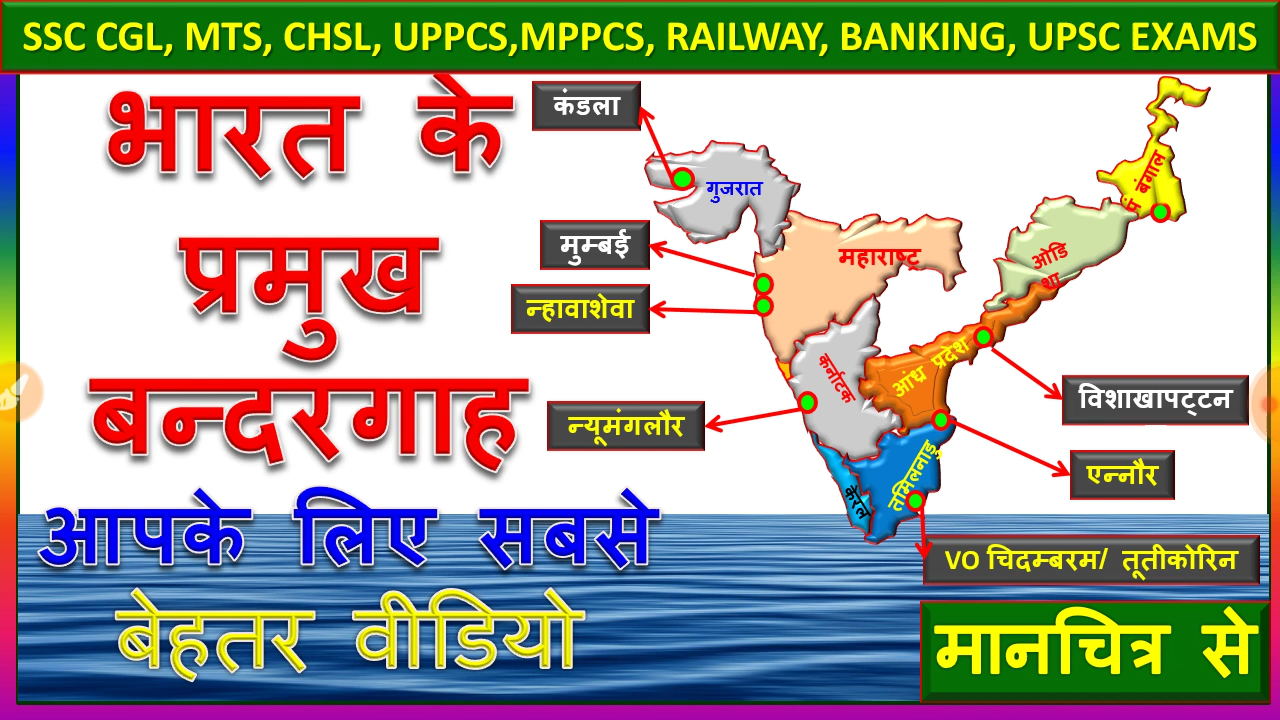 SSC CGL, MTS, CHSL, UPPCS,MPPCS, RAILWAY, BANKING, UPSC EXAMS
भारत के
प्रमुख
बन्दरगाह
आपके लिए सबसे
बेहतर वीडियो
कंडला
गुजरात
मुम्बई
महाराष्ट्र
न्हावाशेवा
कर्नाटक
न्यूमंगलौर
केरल
तमिलनाडु
आंध्र प्रदेश
ओडि
शा
पं बंगाल
विशाखापट्टन
एन्नौर
VO चिदम्बरम/ तूतीकोरिन
मानचित्र से